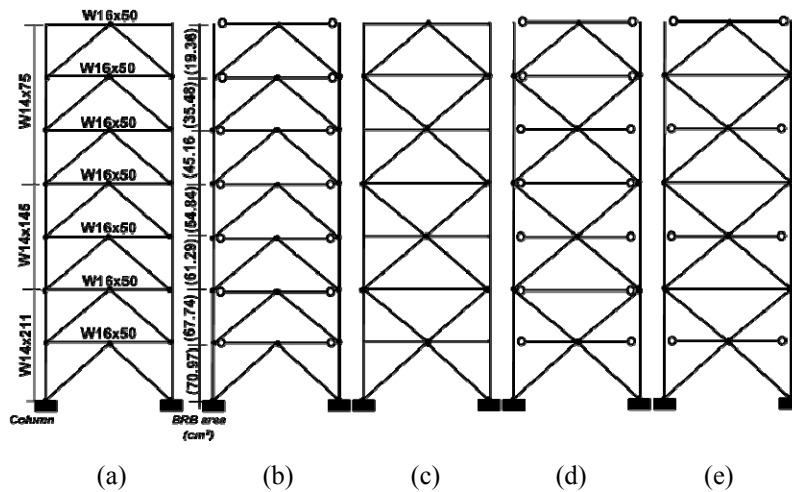 W16x50
W16x50
W16x50
W16x50
W16x50
W16x50
W16x50
W14x75
W14x145
W14x211
(19.36)
(35.48)
(45.16
(54.84)
(61.29)
(67.74)
(70.97)
Column
BRB area
(cm²)
(a)
(b)
(c)
(d)
(e)